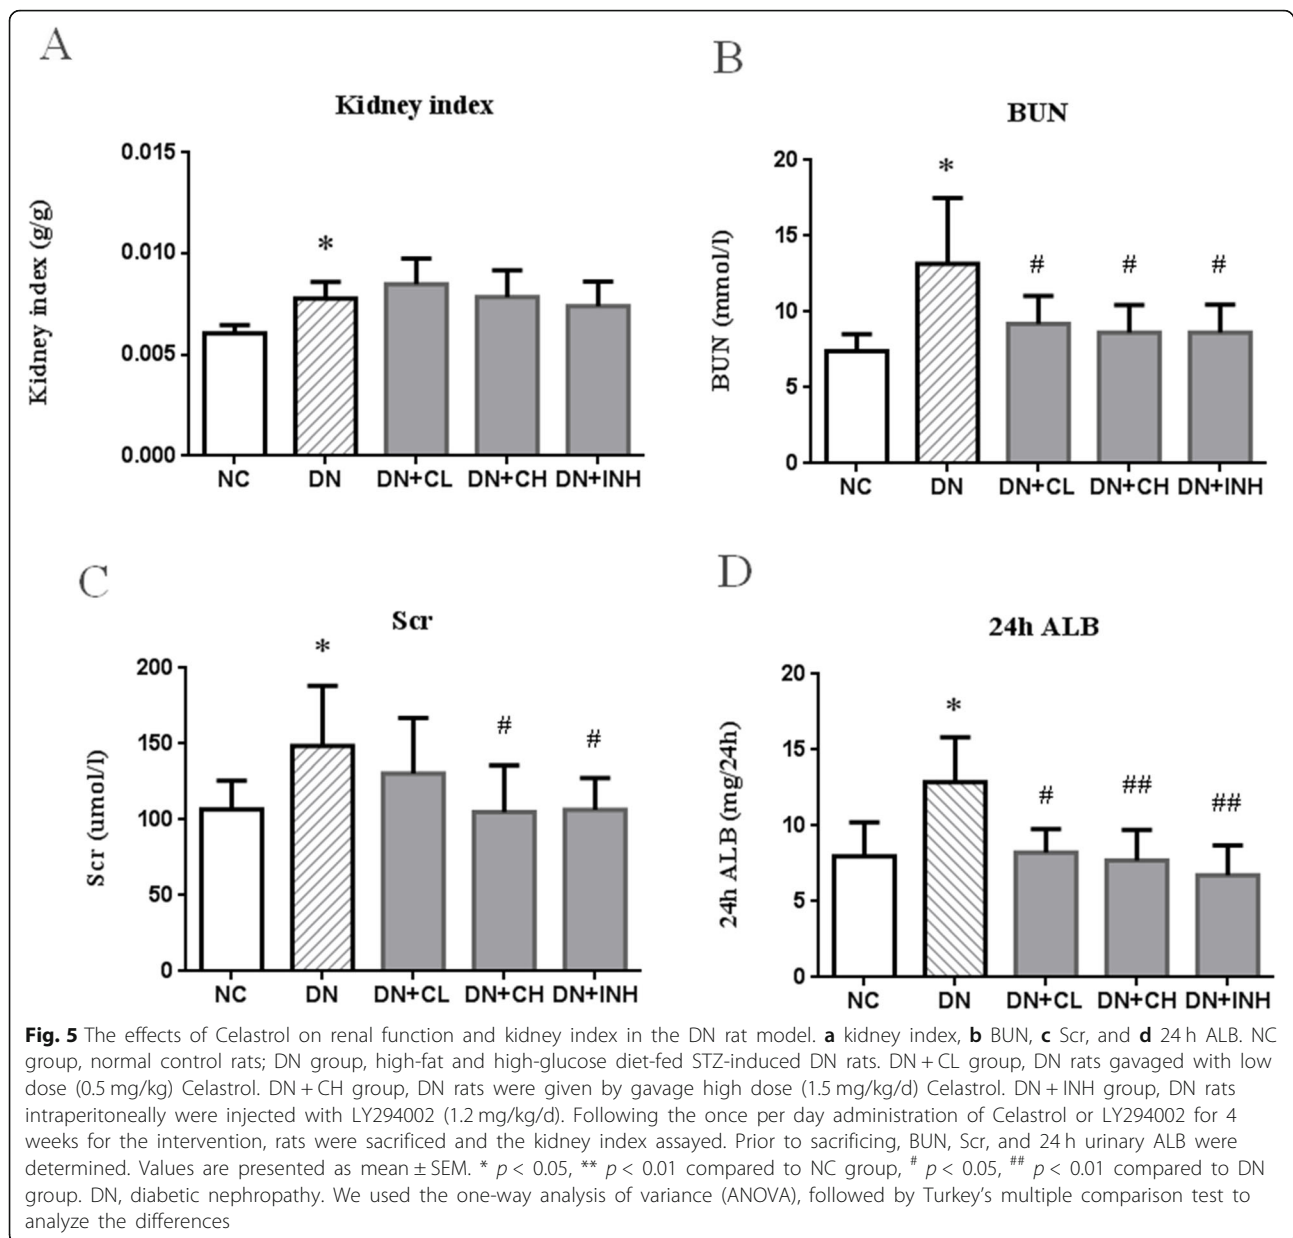 A
Kidney index
Kidney index (g/g)
0.015
0.010
0.005
0.000
*
NC DN DN+CL DN+CH DN+INH
B
BUN
BUN (mmol/l)
20
15
10
5
0
* # # #
NC DN DN+CL DN+CH DN+INH
C
Scr
Scr (umol/l)
200
150
100
50
0
* # #
NC DN DN+CL DN+CH DN+INH
D
24h ALB
24h ALB (mg/24h)
20
15
10
5
0
* # ## ##
NC DN DN+CL DN+CH DN+INH
Fig. 5 The effects of Celastrol on renal function and kidney index in the DN rat model. a kidney index, b BUN, c Scr, and d 24 h ALB. NC
group, normal control rats; DN group, high-fat and high-glucose diet-fed STZ-induced DN rats. DN + CL group, DN rats gavaged with low
dose (0.5 mg/kg) Celastrol. DN + CH group, DN rats were given by gavage high dose (1.5 mg/kg/d) Celastrol. DN + INH group, DN rats
intraperitoneally were injected with LY294002 (1.2 mg/kg/d). Following the once per day administration of Celastrol or LY294002 for 4
weeks for the intervention, rats were sacrificed and the kidney index assayed. Prior to sacrificing, BUN, Scr, and 24 h urinary ALB were
determined. Values are presented as mean ± SEM. * p < 0.05, ** p < 0.01 compared to NC group, # p < 0.05, ## p < 0.01 compared to DN
group. DN, diabetic nephropathy. We used the one-way analysis of variance (ANOVA), followed by Turkey's multiple comparison test to
analyze the differences